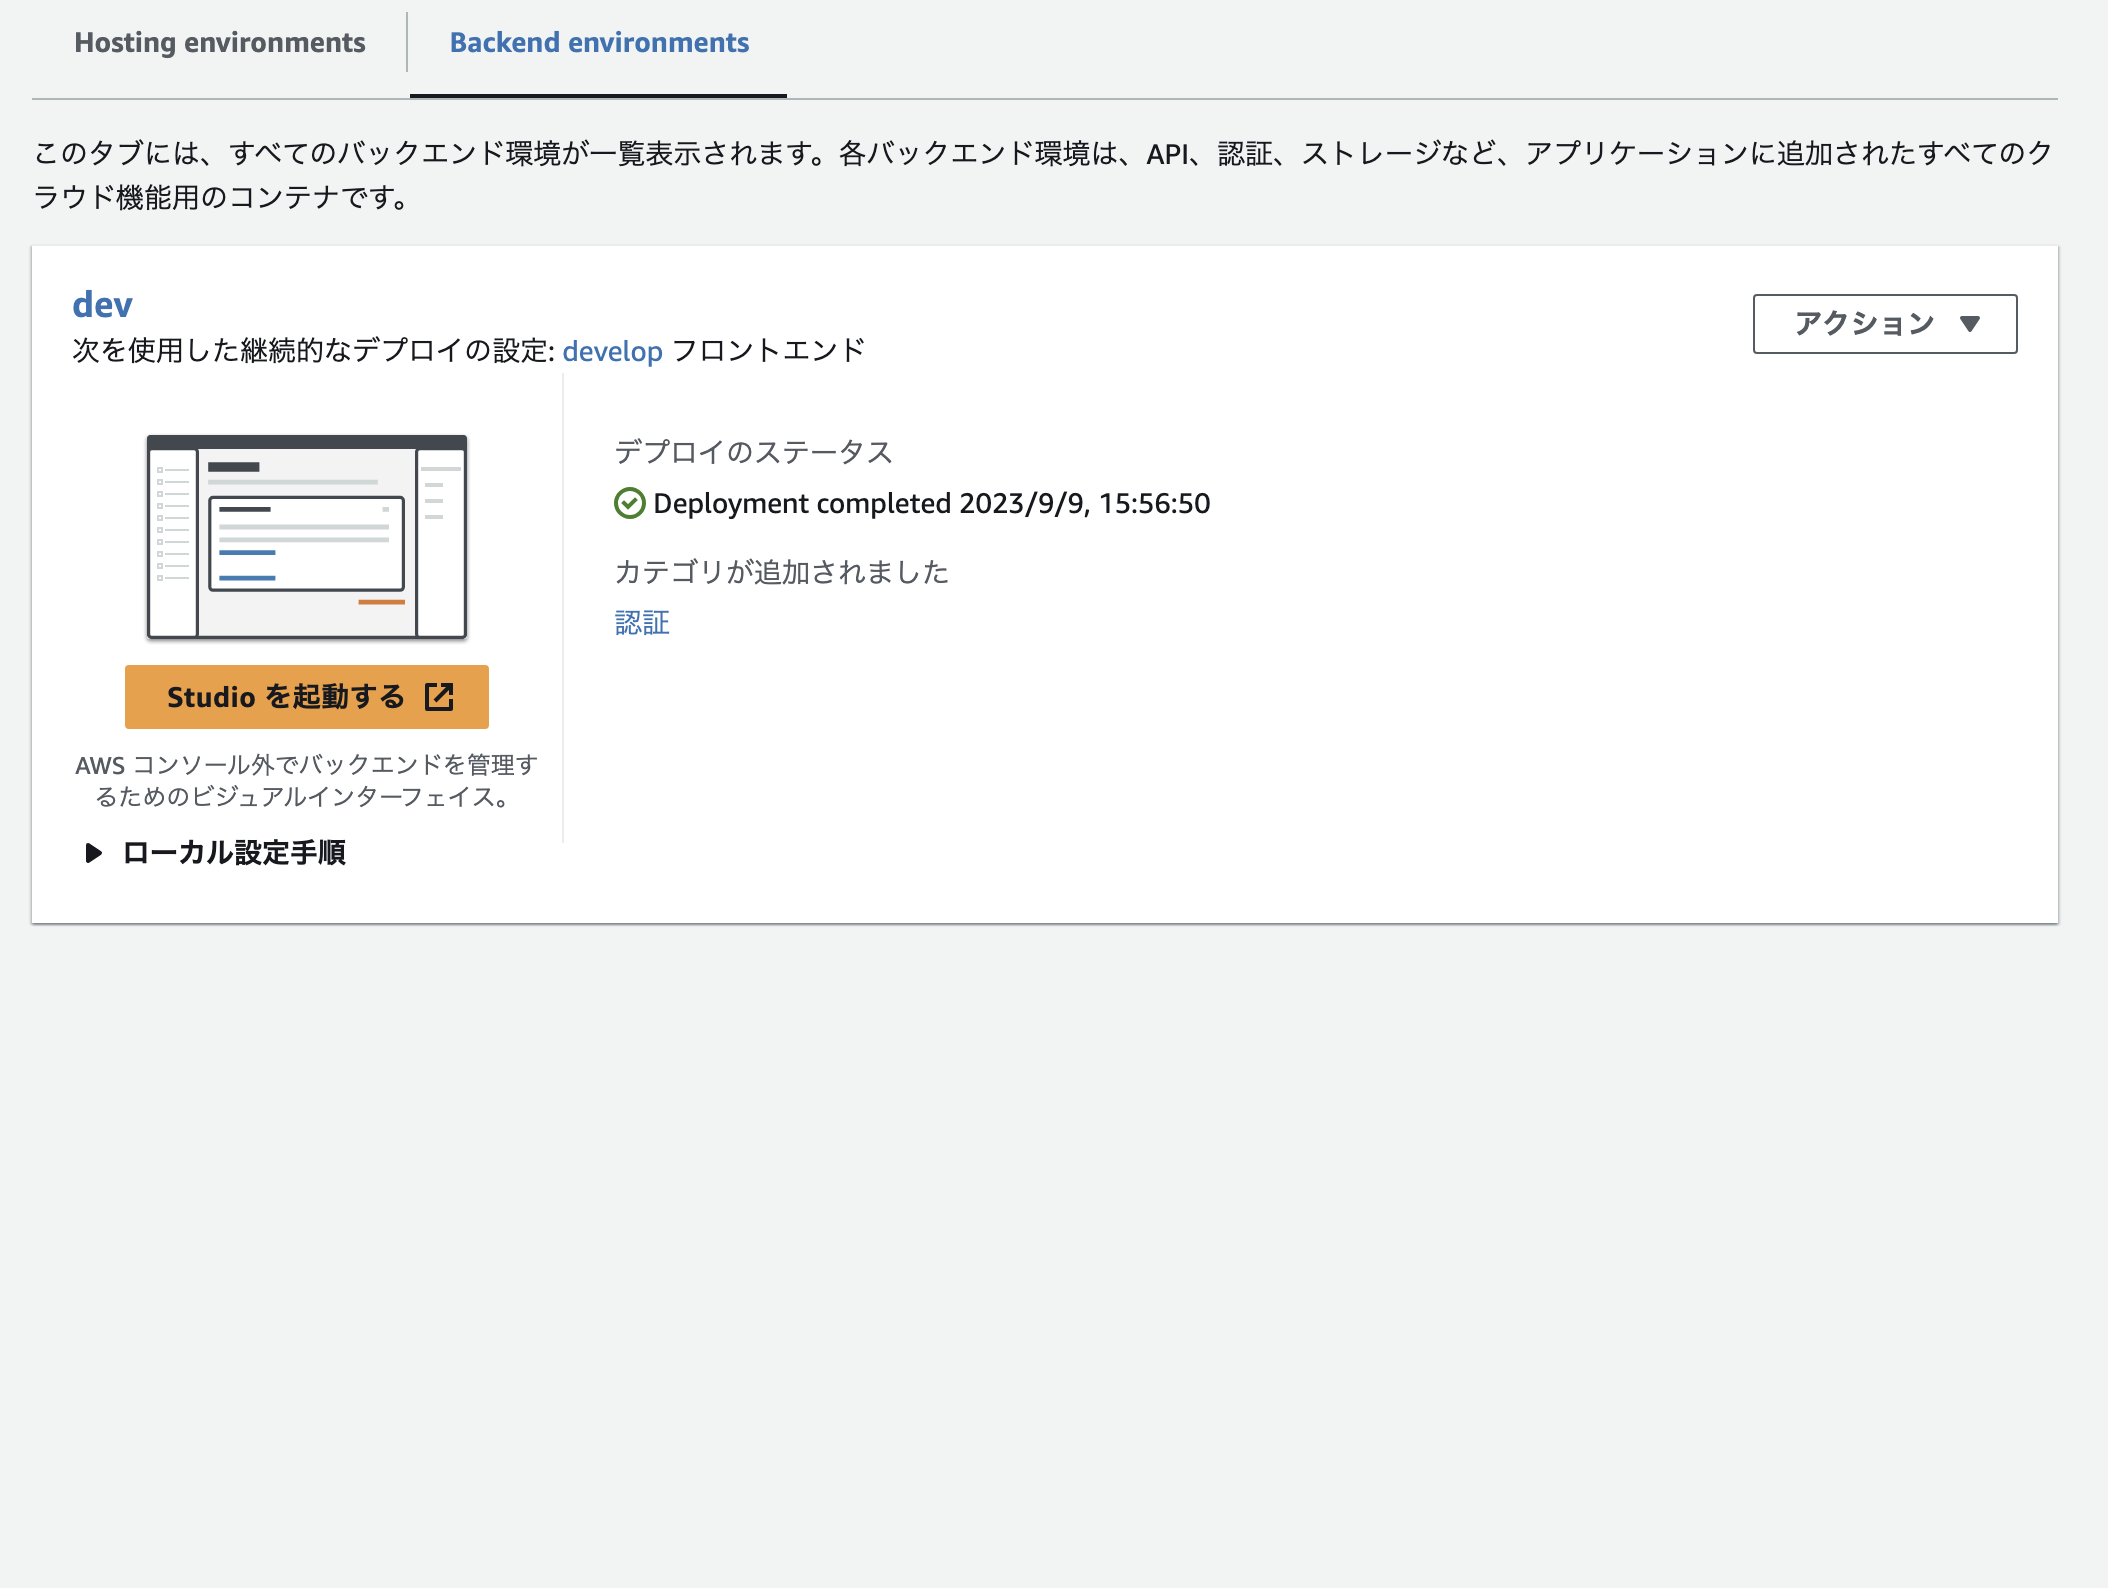 Hosting environments
Backend environments
このタブには、すべてのバックエンド環境が一覧表示されます。各バックエンド環境は、API、認証、ストレージなど、アプリケーションに追加されたすべてのク
ラウド機能用のコンテナです。
dev
アクション
次を使用した継続的なデプロイの設定: develop フロントエンド
デプロイのステータス
Deployment completed 2023/9/9, 15:56:50
カテゴリが追加されました
認証
Studio を起動する
AWS コンソール外でバックエンドを管理す
るためのビジュアルインターフェイス。
ローカル設定手順